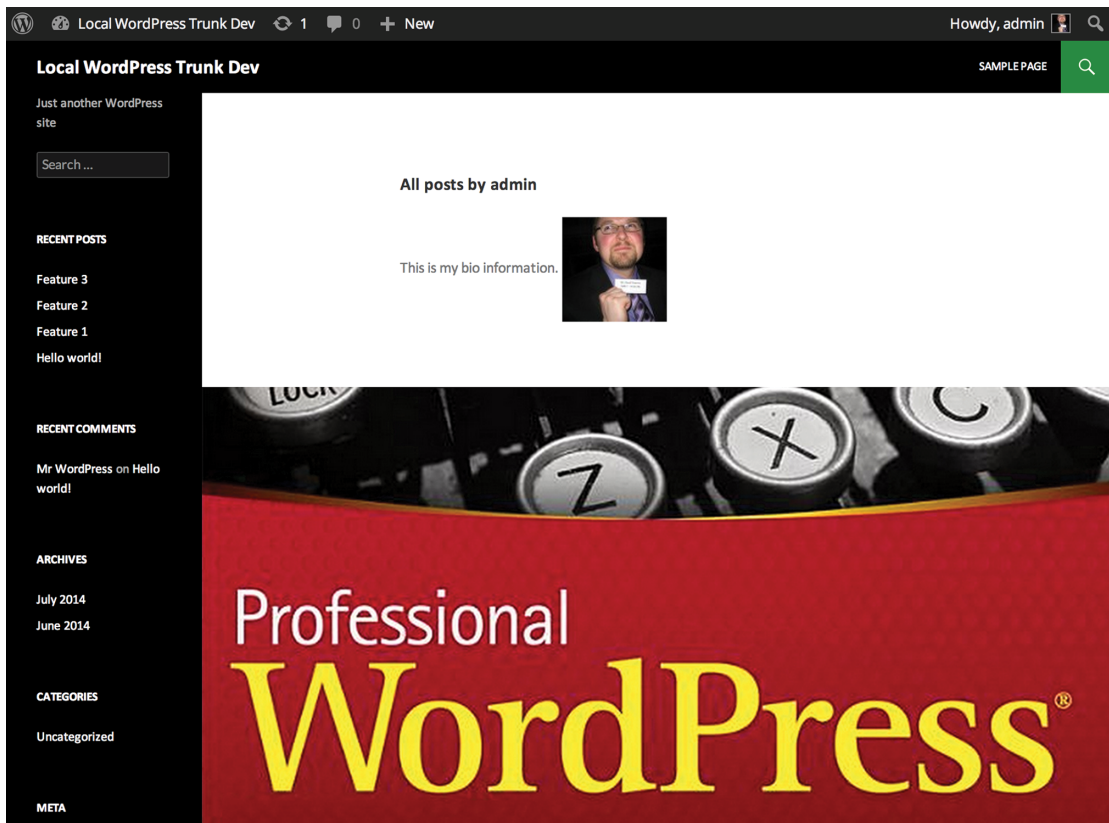 Local WordPress Trunk Dev 1 0 New Howdy, admin
Local WordPress Trunk Dev SAMPLE PAGE
Just another WordPress
site
Search ...
RECENT POSTS
Feature 3
Feature 2
Feature 1
Hello world!
RECENT COMMENTS
Mr WordPress on Hello
world!
ARCHIVES
July 2014
June 2014
CATEGORIES
Uncategorized
META
All posts by admin
This is my bio information.
LOCK
Z X C
Professional
WordPress®